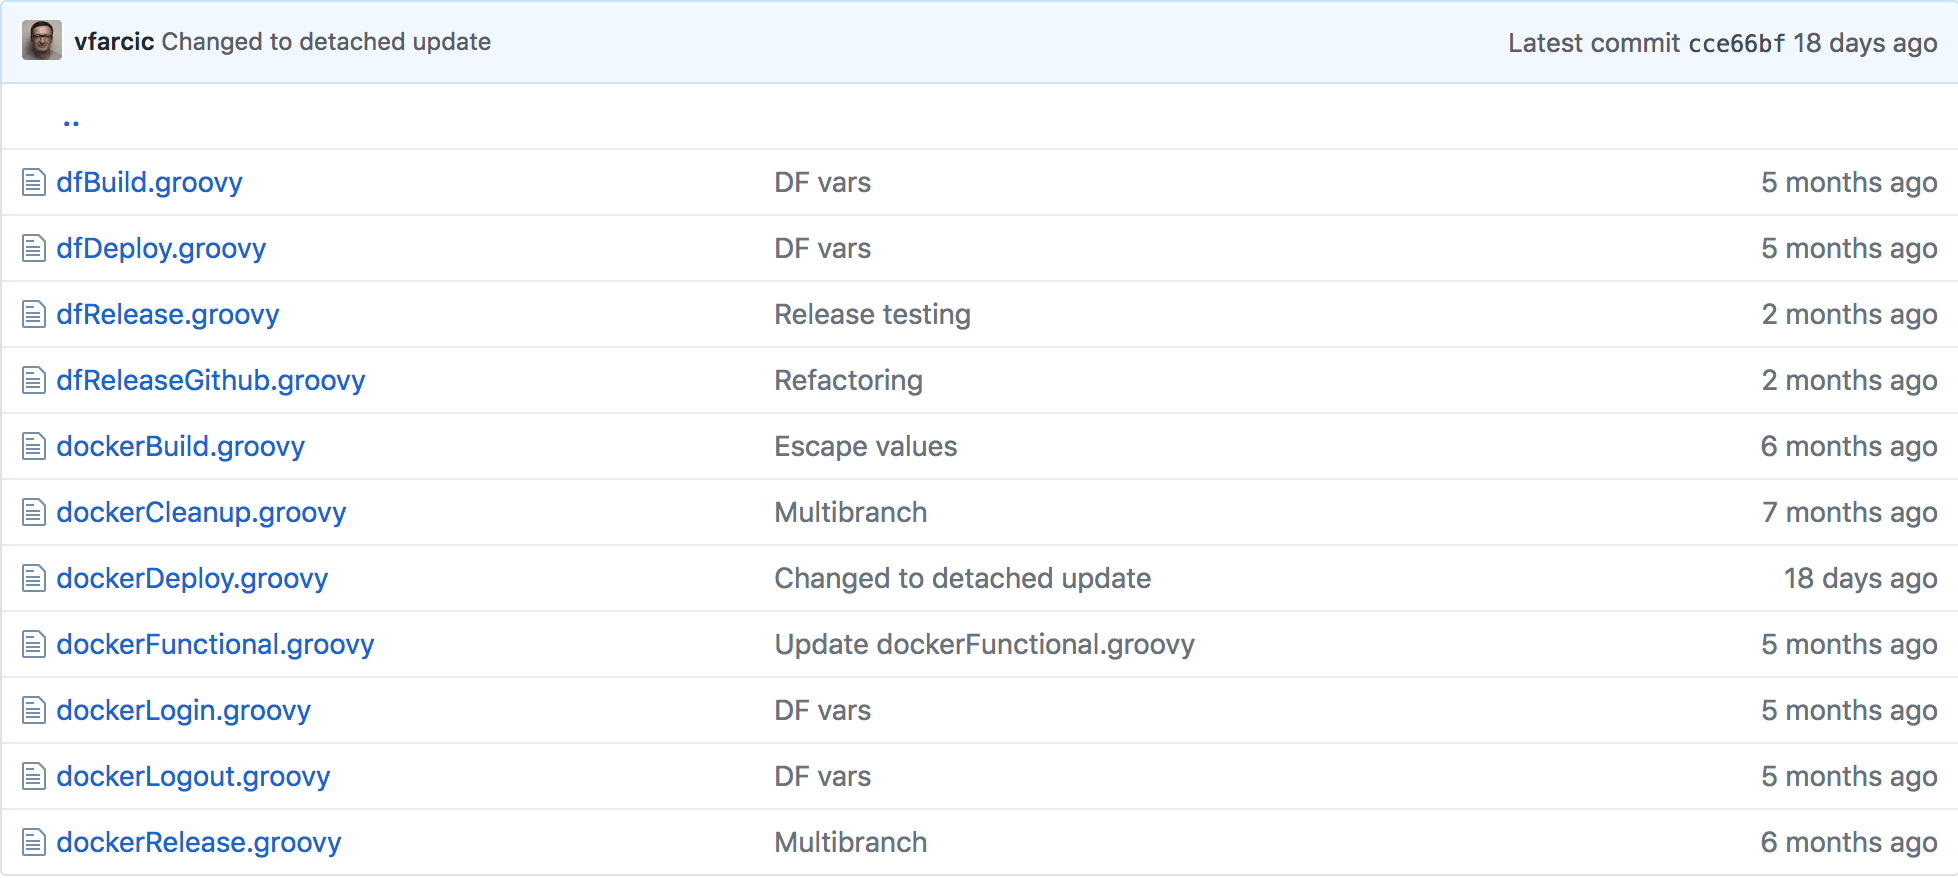 vfarcic Changed to detached update Latest commit cce66bf 18 days ago
..
dfBuild.groovy DF vars 5 months ago
dfDeploy.groovy DF vars 5 months ago
dfRelease.groovy Release testing 2 months ago
dfReleaseGithub.groovy Refactoring 2 months ago
dockerBuild.groovy Escape values 6 months ago
dockerCleanup.groovy Multibranch 7 months ago
dockerDeploy.groovy Changed to detached update 18 days ago
dockerFunctional.groovy Update dockerFunctional.groovy 5 months ago
dockerLogin.groovy DF vars 5 months ago
dockerLogout.groovy DF vars 5 months ago
dockerRelease.groovy Multibranch 6 months ago